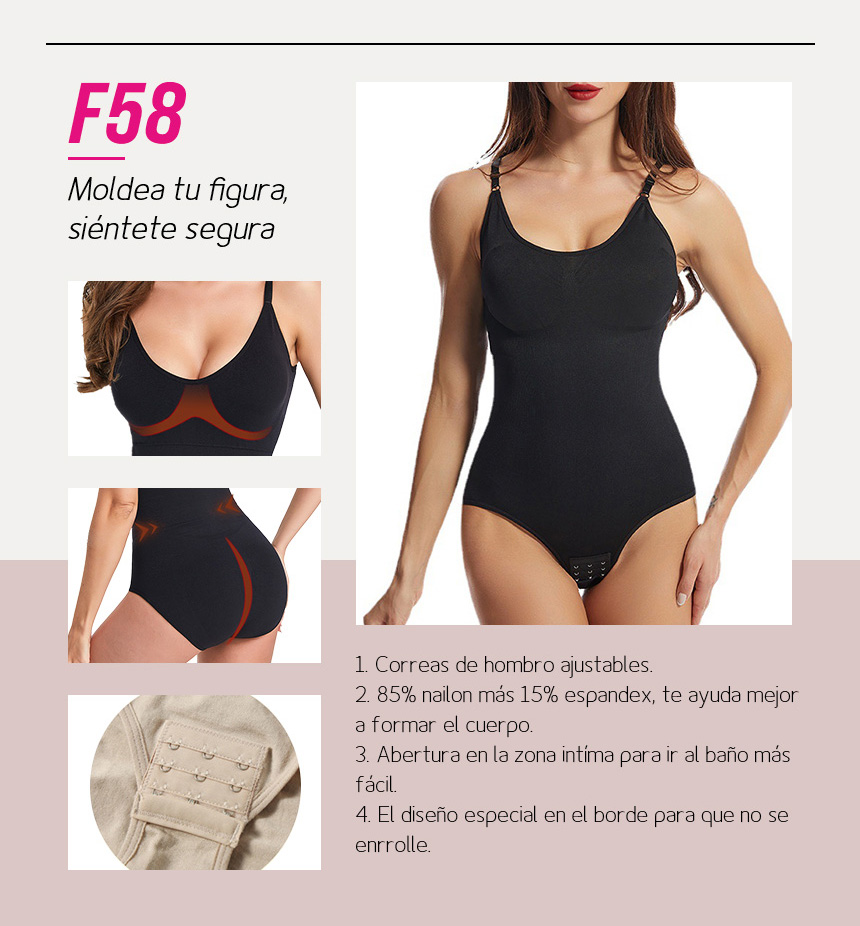 F58
Moldea tu figura,
siéntete segura
1. Correas de hombro ajustables.
2. 85% nailon más 15% espandex, te ayuda mejor
a formar el cuerpo.
3. Abertura en la zona intíma para ir al baño más
fácil.
4. El diseño especial en el borde para que no se
enrrolle.